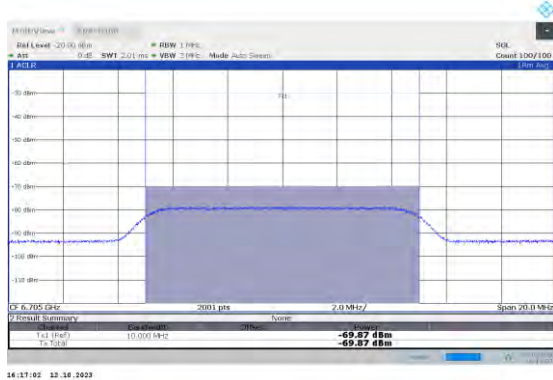 MultiView
Ref Level -20.00 dBm RBW 1 MHz SGL
Att 0 dB SWT 2.01 ms VBW 3 MHz Mode Auto Sweep Count 100/100
1 ACLR
-30 dBm
-40 dBm
-50 dBm
-60 dBm
-70 dBm
-80 dBm
-90 dBm
-100 dBm
-110 dBm
CF 6.705 GHz 2001 pts 2.0 MHz/ Span 20.0 MHz
2 Result Summary None
Channel Bandwidth Offset Power
Tx1 (Ref) 10.000 MHz -69.87 dBm
Tx Total -69.87 dBm
16:17:02 12.10.2023